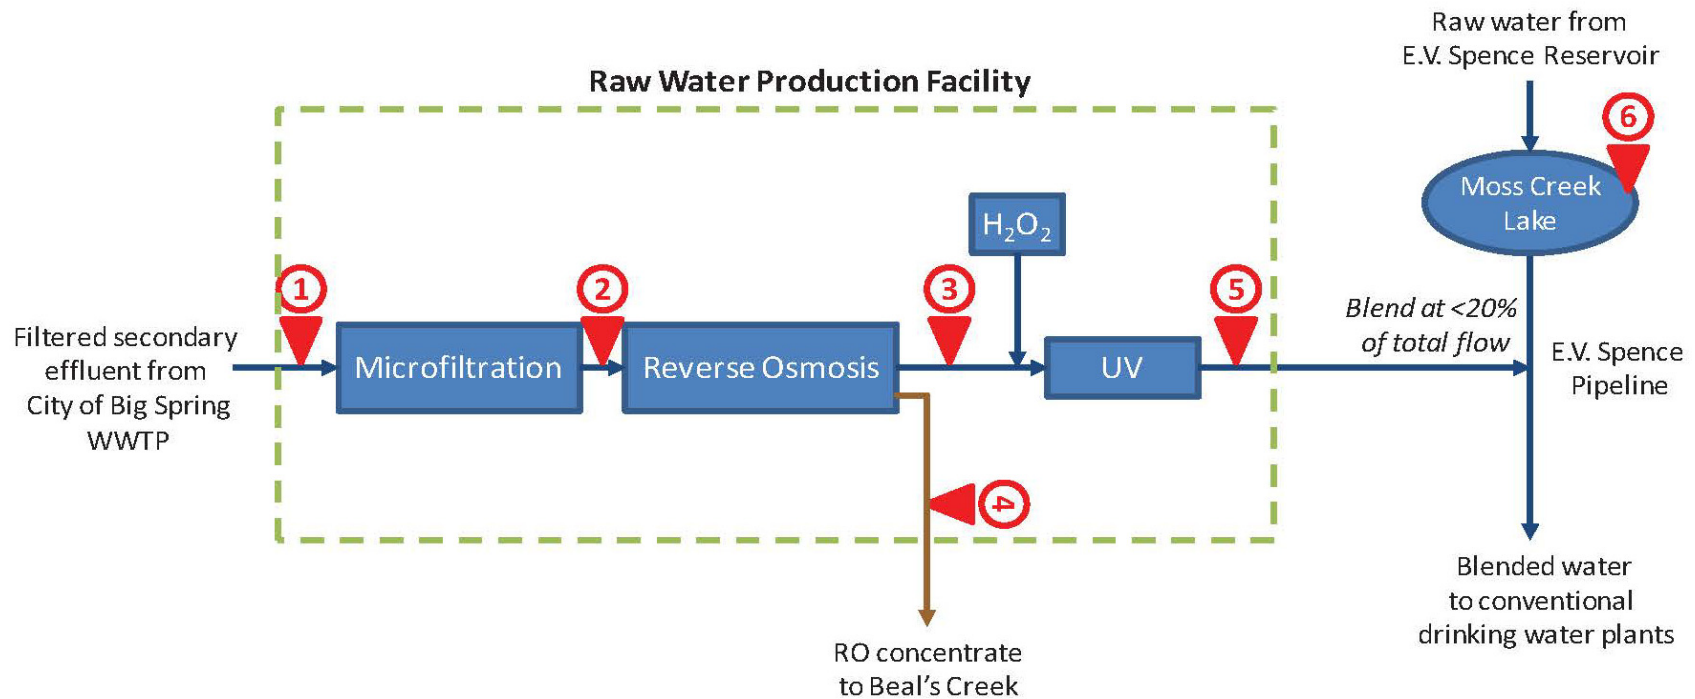 Raw water from
E.V. Spence Reservoir
Raw Water Production Facility
6
Moss Creek
Lake
H₂O₂
1
2
3
5
Filtered secondary
effluent from
City of Big Spring
WWTP
Microfiltration
Reverse Osmosis
UV
Blend at <20%
of total flow
E.V. Spence
Pipeline
4
RO concentrate
to Beal's Creek
Blended water
to conventional
drinking water plants